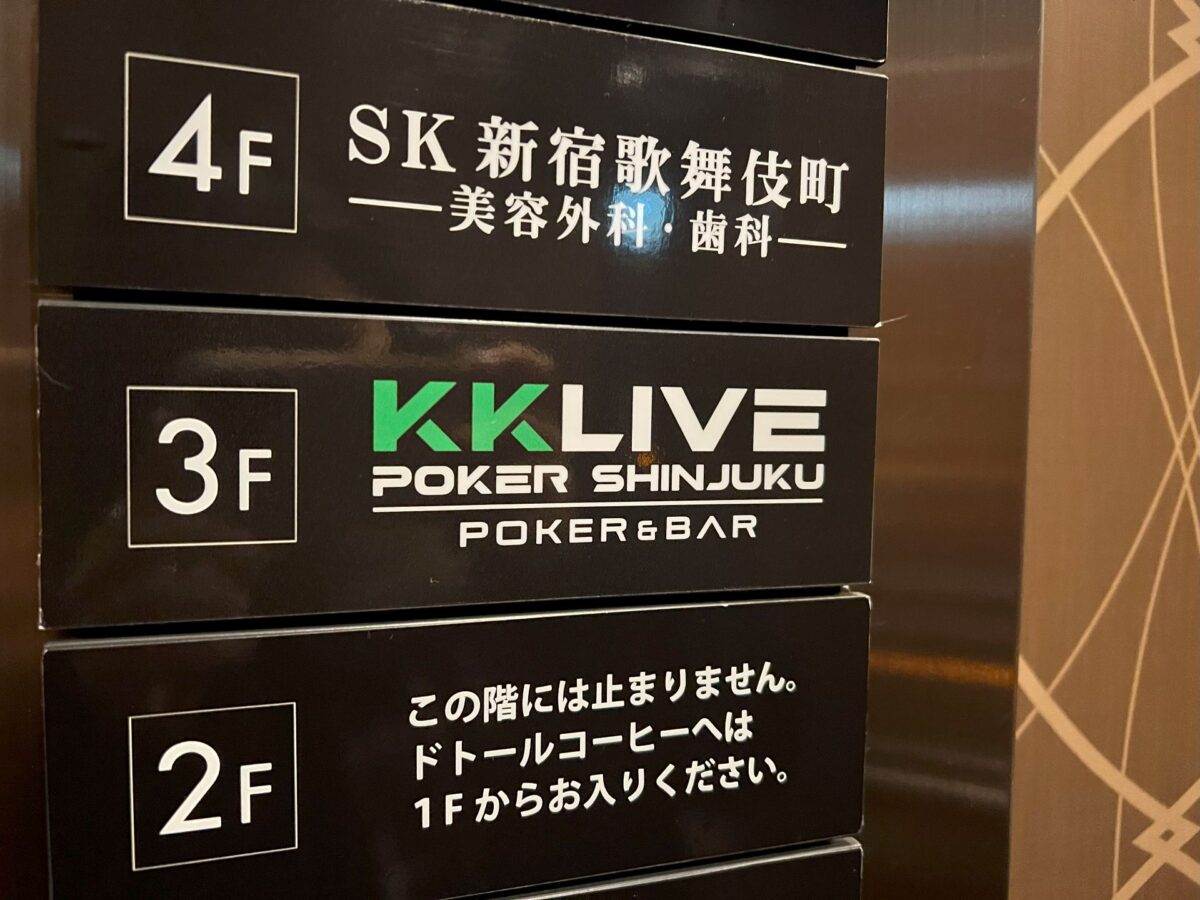 4F
SK 新宿歌舞伎町
美容外科・歯科
3F
KKLIVE
POKER SHINJUKU
POKER&BAR
2F
この階には止まりません。
ドトールコーヒーへは
1Fからお入りください。